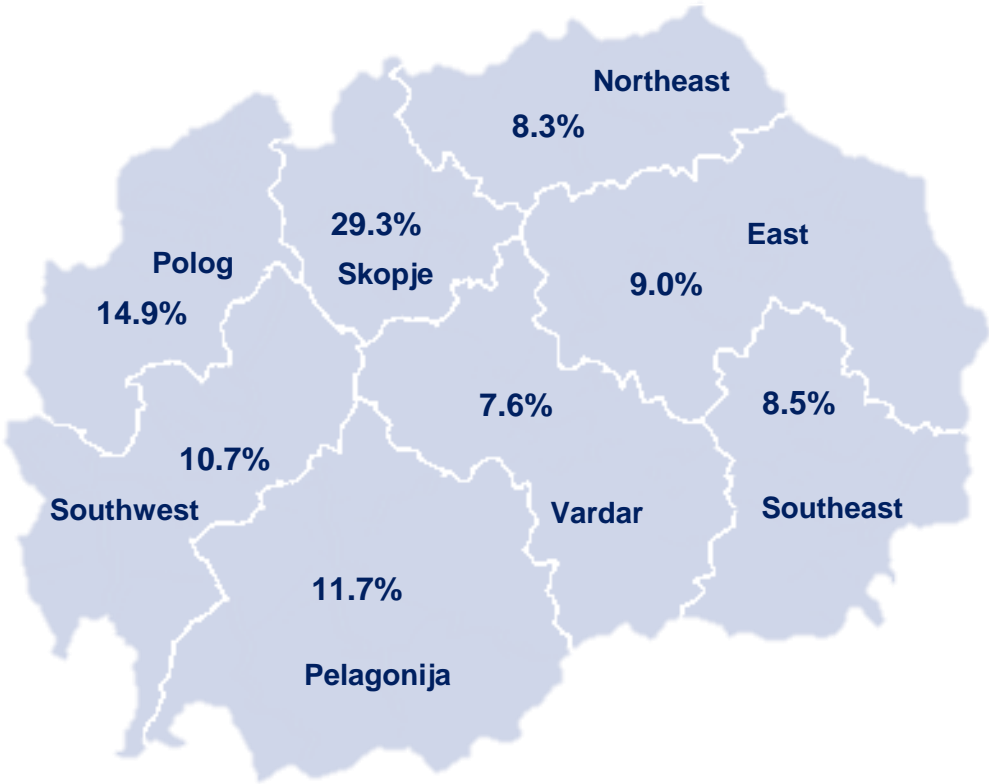 Northeast
8.3%
29.3%
Skopje
East
9.0%
Polog
14.9%
7.6%
Vardar
8.5%
Southeast
10.7%
Southwest
11.7%
Pelagonija